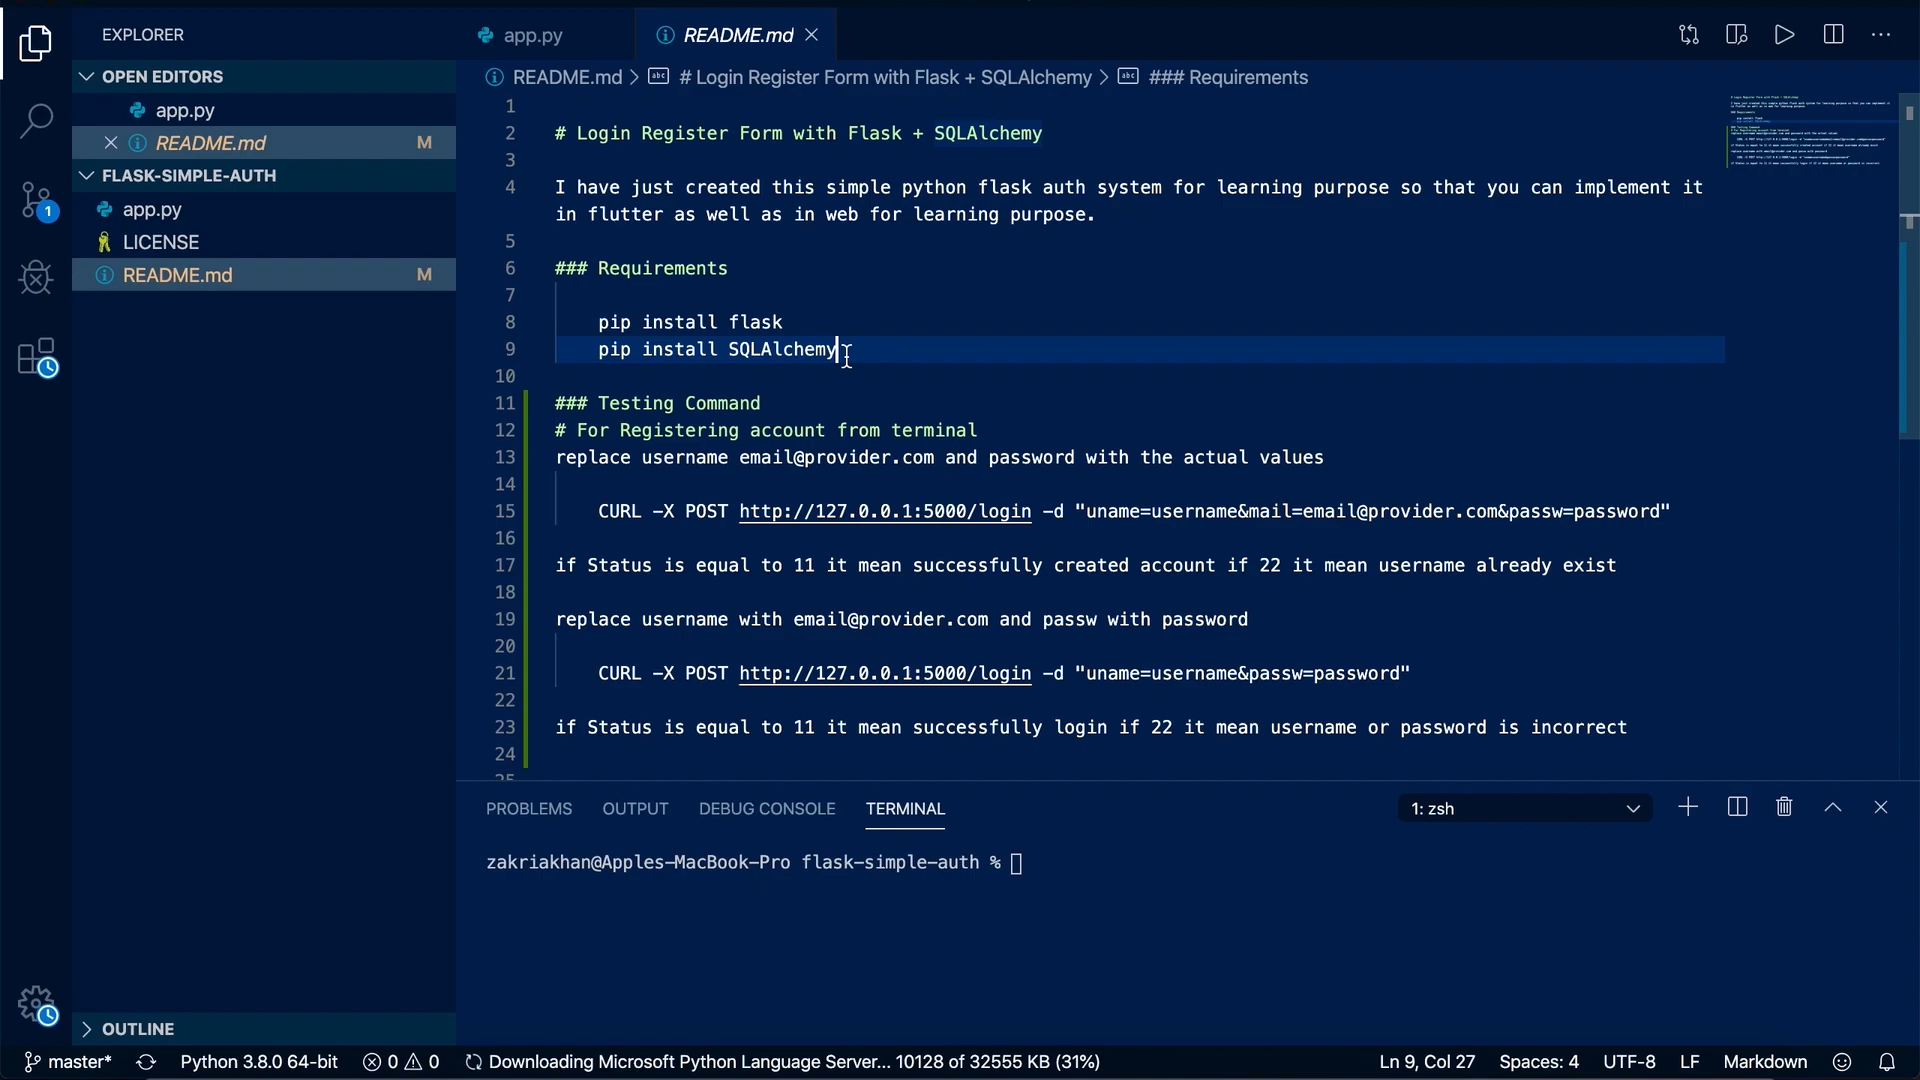 EXPLORER
app.py
README.md
OPEN EDITORS
README.md > # Login Register Form with Flask + SQLAlchemy > ### Requirements
app.py
README.md M
FLASK-SIMPLE-AUTH
app.py
LICENSE
README.md M
1
1
2 # Login Register Form with Flask + SQLAlchemy
3
4 I have just created this simple python flask auth system for learning purpose so that you can implement it
in flutter as well as in web for learning purpose.
5
6 ### Requirements
7
8 pip install flask
9 pip install SQLAlchemy
10
11 ### Testing Command
12 # For Registering account from terminal
13 replace username email@provider.com and password with the actual values
14
15 CURL -X POST http://127.0.0.1:5000/login -d "uname=username&mail=email@provider.com&passw=password"
16
17 if Status is equal to 11 it mean successfully created account if 22 it mean username already exist
18
19 replace username with email@provider.com and passw with password
20
21 CURL -X POST http://127.0.0.1:5000/login -d "uname=username&passw=password"
22
23 if Status is equal to 11 it mean successfully login if 22 it mean username or password is incorrect
24
25
PROBLEMS OUTPUT DEBUG CONSOLE TERMINAL 1: zsh
zakriakhan@Apples-MacBook-Pro flask-simple-auth %
OUTLINE
master* Python 3.8.0 64-bit 0 0 Downloading Microsoft Python Language Server... 10128 of 32555 KB (31%) Ln 9, Col 27 Spaces: 4 UTF-8 LF Markdown